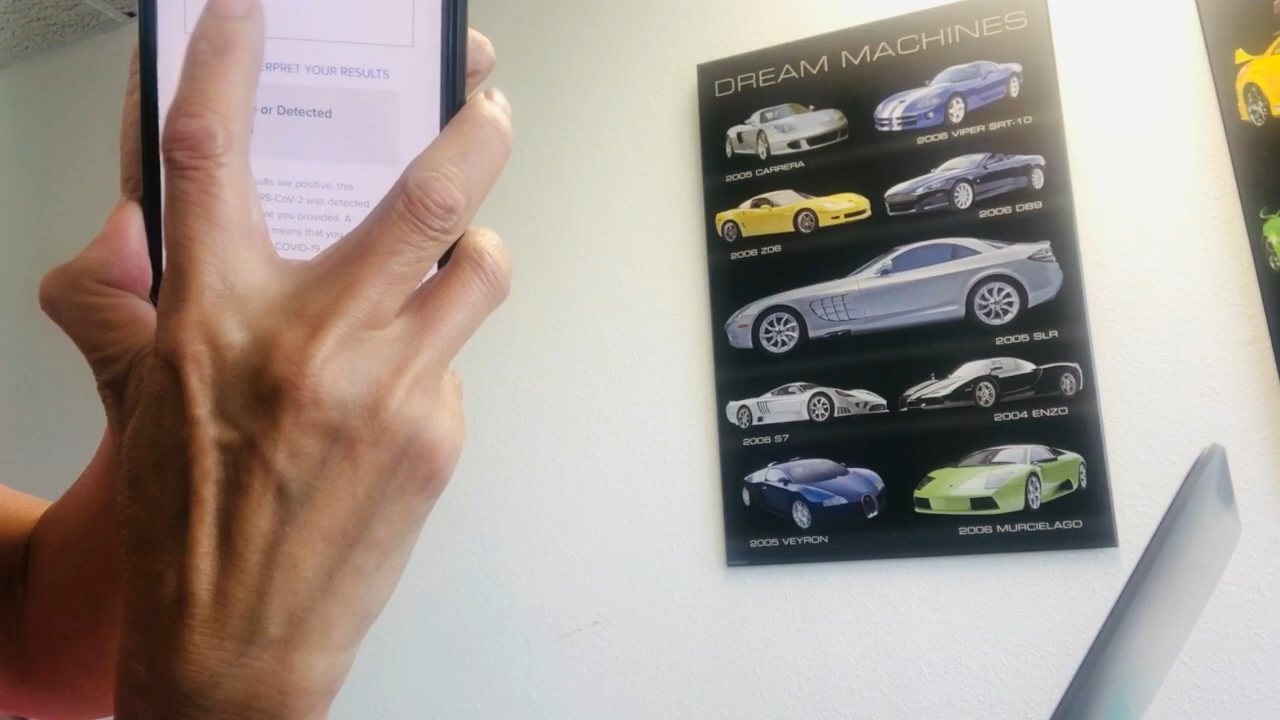 ERPRET YOUR RESULTS
or Detected
ults are positive, this
RS-CoV-2 was detected
le you provided. A
means that you
COVID-19
DREAM MACHINES
2005 CARRERA
2006 VIPER SRT-10
2006 Z06
2006 DB9
2005 SLR
2006 S7
2004 ENZO
2005 VEYRON
2006 MURCIELAGO